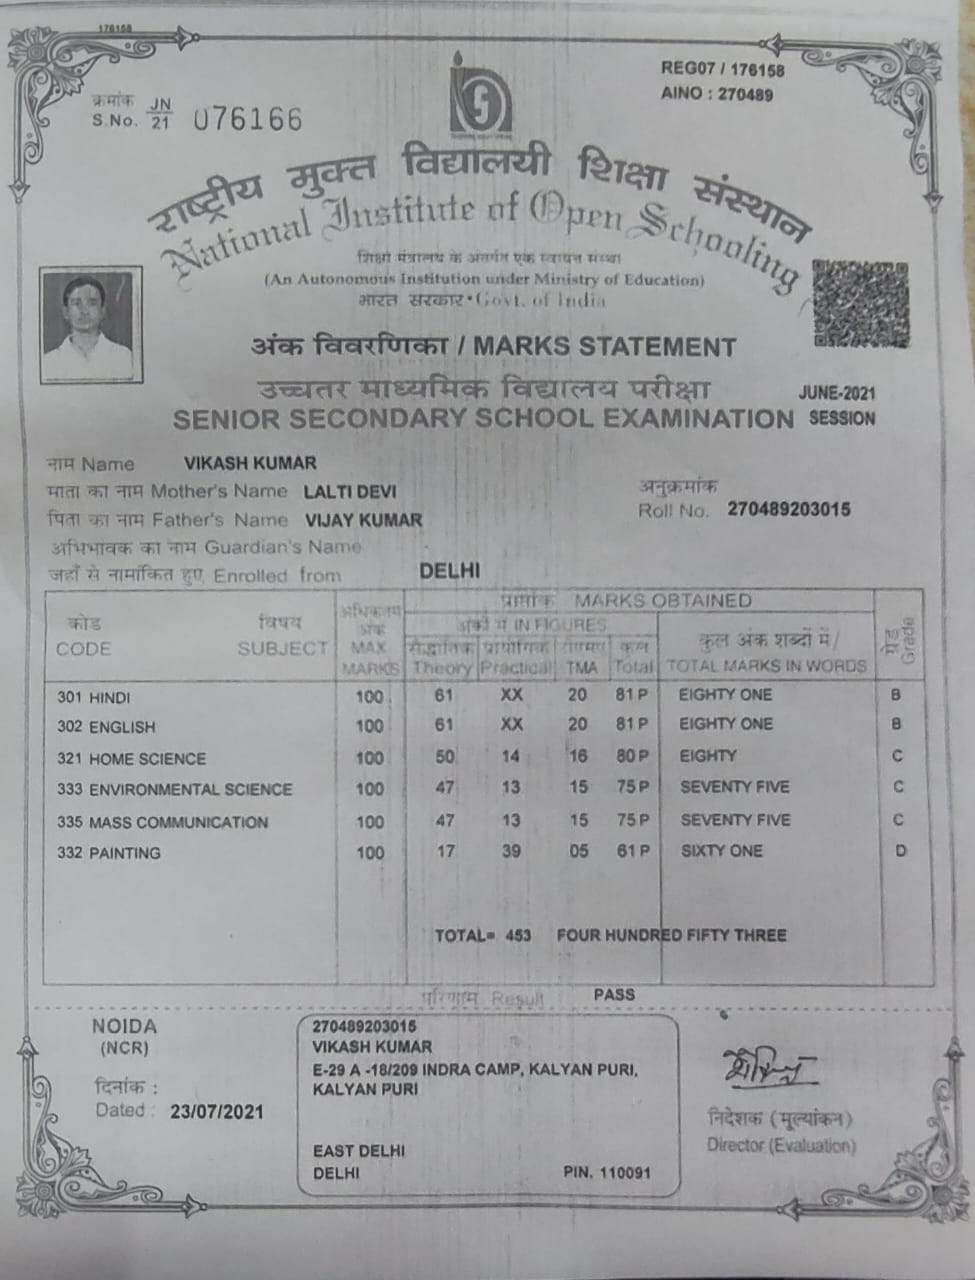 176158
REG07 / 176158
AINO : 270489
क्रमांक
S.No. JN/21 076166
राष्ट्रीय मुक्त विद्यालयी शिक्षा संस्थान
National Institute of Open Schooling
शिक्षा मंत्रालय के अंतर्गत एक स्वायत्त संस्था
(An Autonomous Institution under Ministry of Education)
भारत सरकार • Govt. of India
अंक विवरणिका / MARKS STATEMENT
उच्चतर माध्यमिक विद्यालय परीक्षा
SENIOR SECONDARY SCHOOL EXAMINATION
JUNE-2021
SESSION
नाम Name VIKASH KUMAR
माता का नाम Mother's Name LALTI DEVI
पिता का नाम Father's Name VIJAY KUMAR
अनुक्रमांक
Roll No. 270489203015
अभिभावक का नाम Guardian's Name
जहाँ से नामांकित हुए Enrolled from DELHI
कोड
CODE
विषय
SUBJECT
अधिकतम
अंक
MAX
MARKS
प्राप्तांक MARKS OBTAINED
अंकों में IN FIGURES
सैद्धांतिक प्रायोगिक टीएमए कुल
Theory Practical TMA Total
कुल अंक शब्दों में/
TOTAL MARKS IN WORDS
ग्रेड
Grade
301 HINDI 100 61 XX 20 81 P EIGHTY ONE B
302 ENGLISH 100 61 XX 20 81 P EIGHTY ONE B
321 HOME SCIENCE 100 50 14 16 80 P EIGHTY C
333 ENVIRONMENTAL SCIENCE 100 47 13 15 75 P SEVENTY FIVE C
335 MASS COMMUNICATION 100 47 13 15 75 P SEVENTY FIVE C
332 PAINTING 100 17 39 05 61 P SIXTY ONE D
TOTAL= 453 FOUR HUNDRED FIFTY THREE
परिणाम Result PASS
NOIDA
(NCR)
दिनांक :
Dated : 23/07/2021
270489203015
VIKASH KUMAR
E-29 A -18/209 INDRA CAMP, KALYAN PURI,
KALYAN PURI
EAST DELHI
DELHI PIN. 110091
निदेशक (मूल्यांकन)
Director (Evaluation)